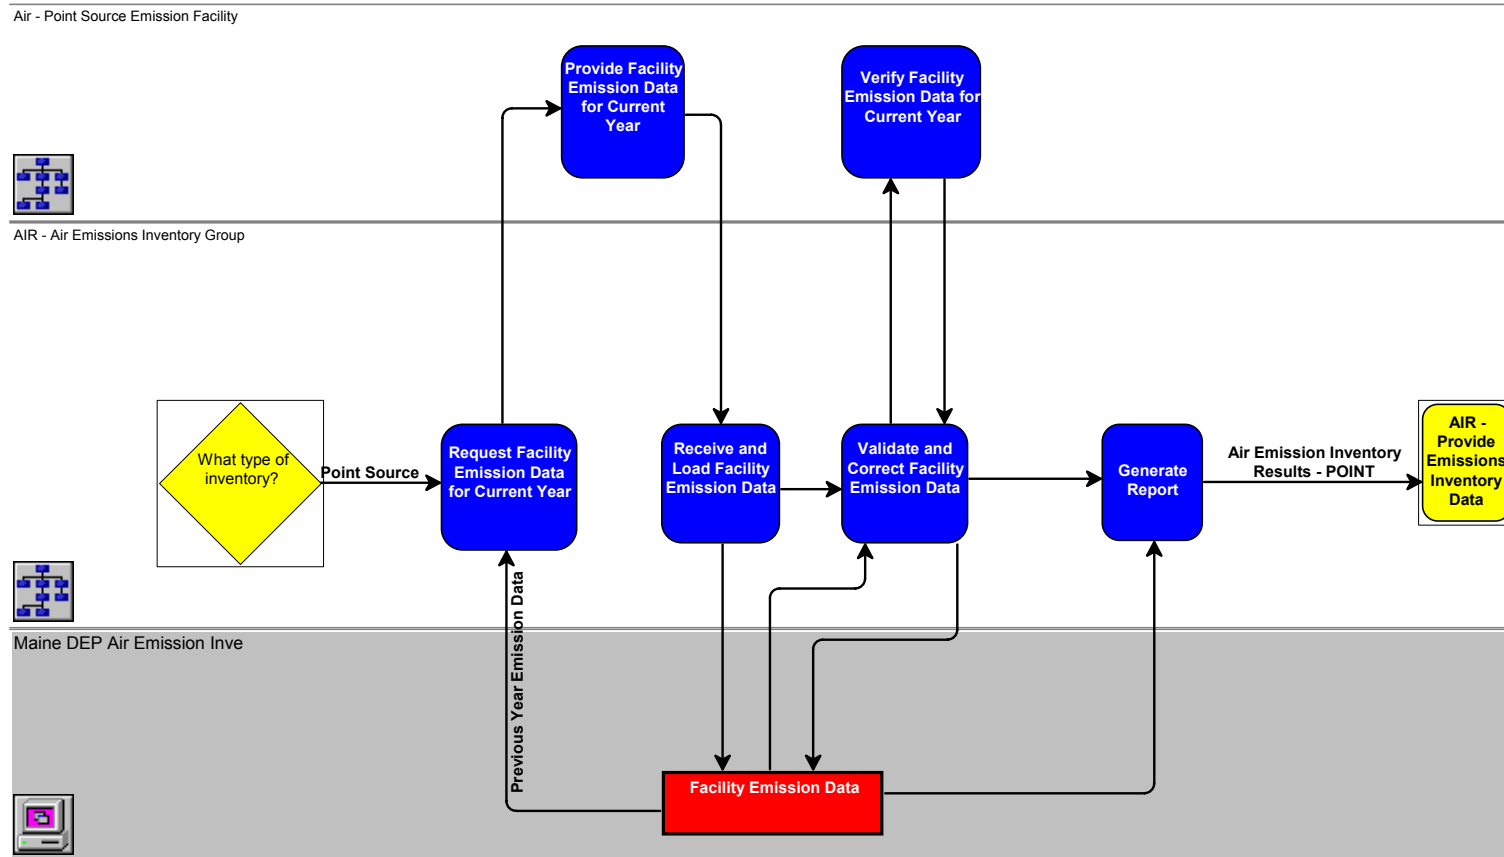 Air - Point Source Emission Facility
Provide Facility
Emission Data
for Current
Year
Verify Facility
Emission Data for
Current Year
AIR - Air Emissions Inventory Group
What type of
inventory?
Point Source
Request Facility
Emission Data
for Current Year
Receive and
Load Facility
Emission Data
Validate and
Correct Facility
Emission Data
Generate
Report
Air Emission Inventory
Results - POINT
AIR -
Provide
Emissions
Inventory
Data
Previous Year Emission Data
Maine DEP Air Emission Inve
Facility Emission Data